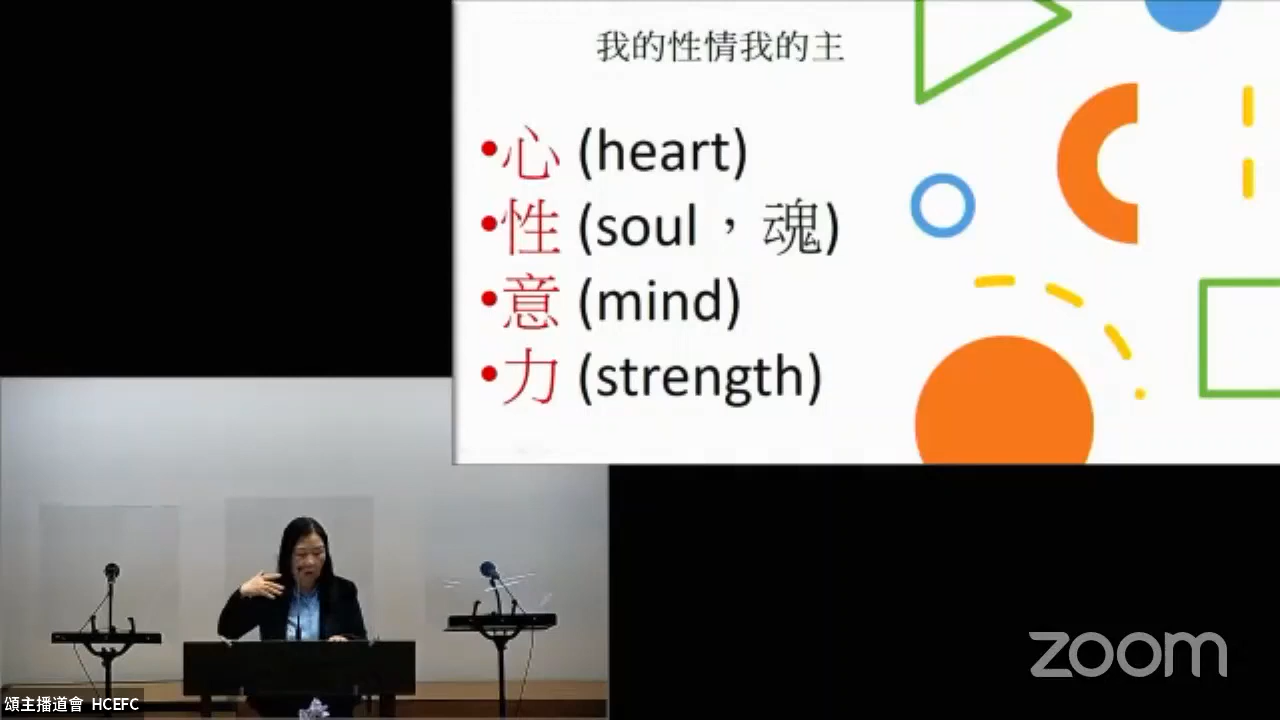 我的性情我的主
•心 (heart)
•性 (soul，魂)
•意 (mind)
•力 (strength)
頌主播道會 HCEFC
zoom